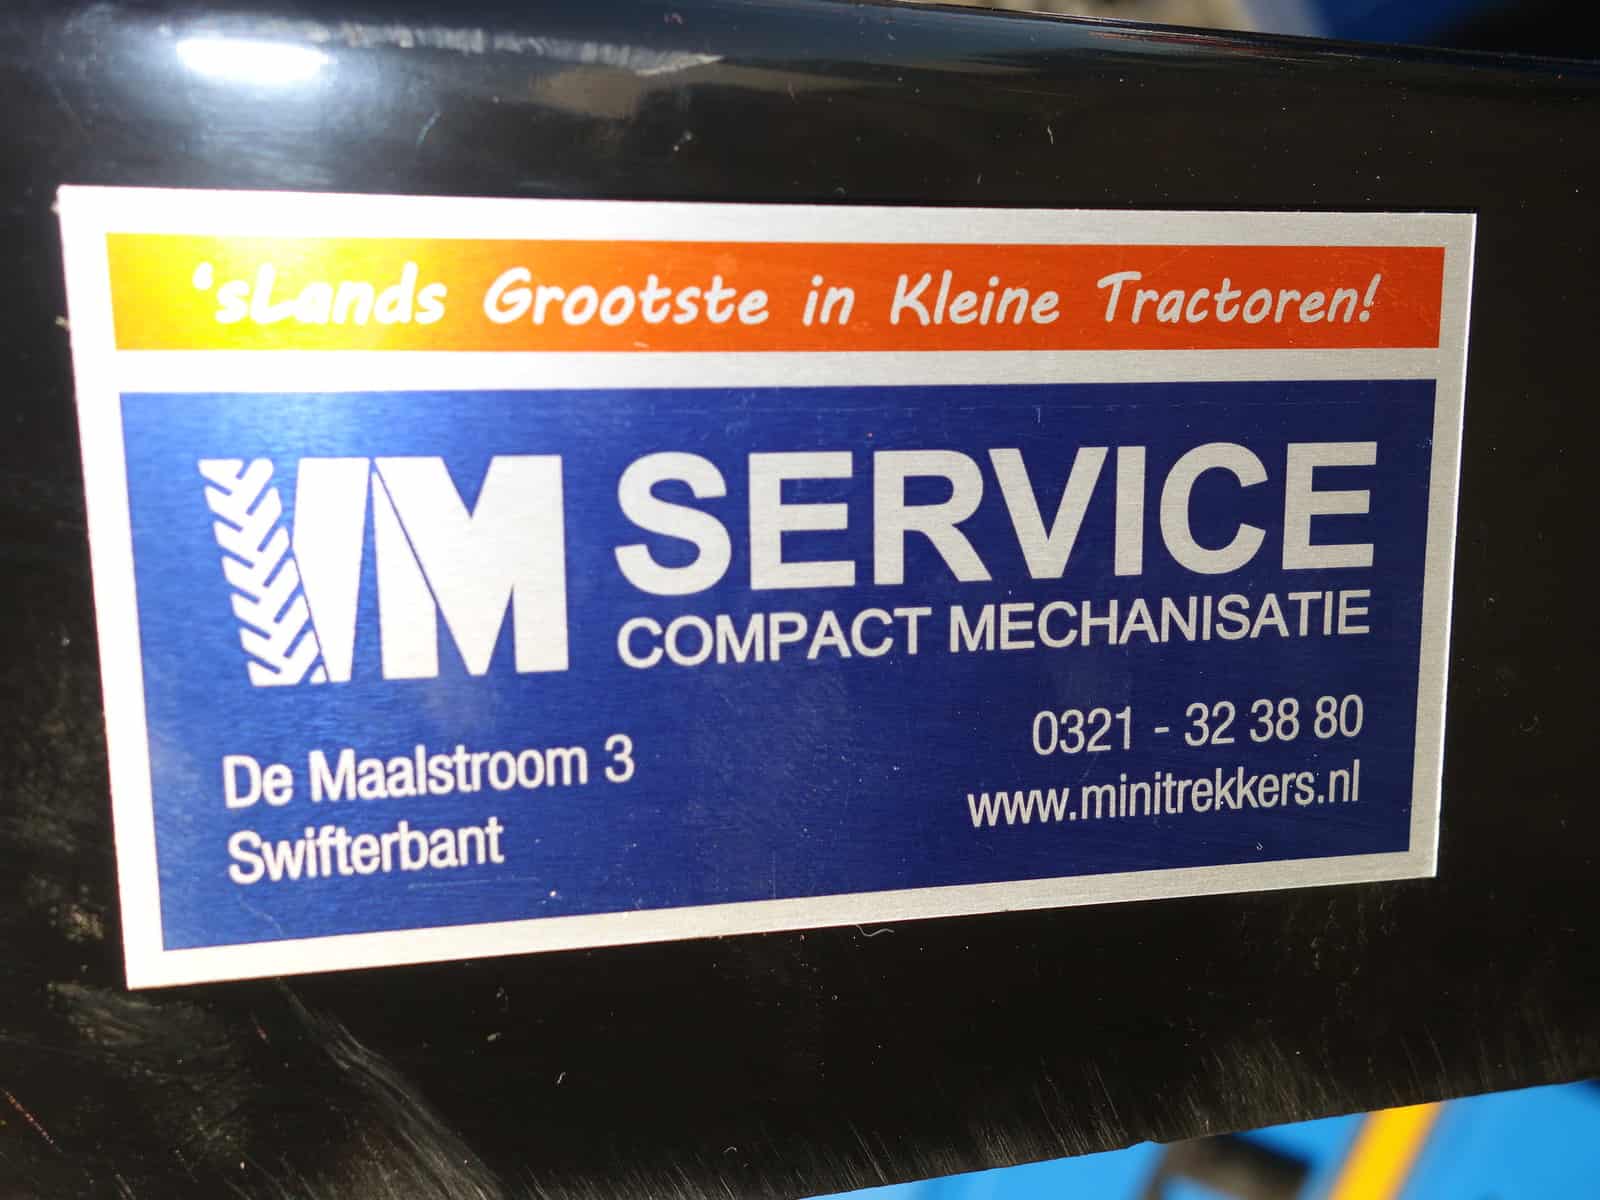 'sLands Grootste in Kleine Tractoren!
VM SERVICE
COMPACT MECHANISATIE
0321 - 32 38 80
www.minitrekkers.nl
De Maalstroom 3
Swifterbant